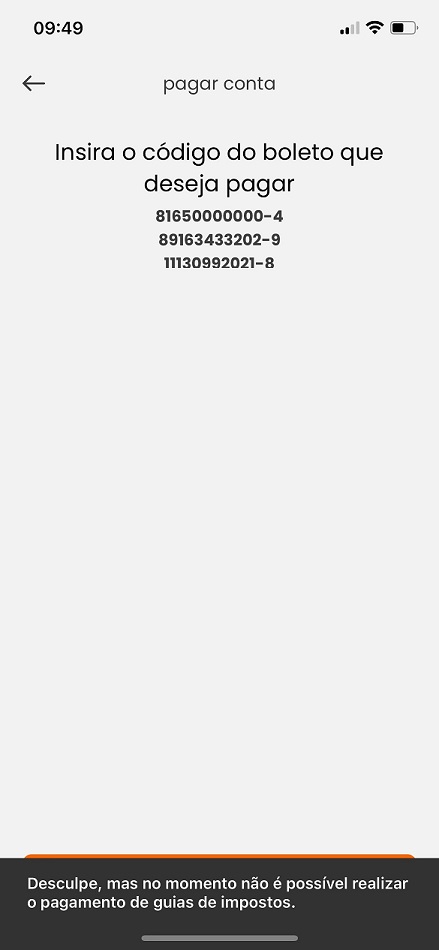 09:49
pagar conta
Insira o código do boleto que
deseja pagar
81650000000-4
89163433202-9
11130992021-8
Desculpe, mas no momento não é possível realizar
o pagamento de guias de impostos.